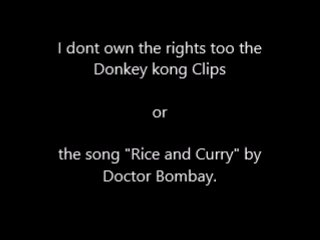 I dont own the rights too the
Donkey kong Clips
or
the song "Rice and Curry" by
Doctor Bombay.